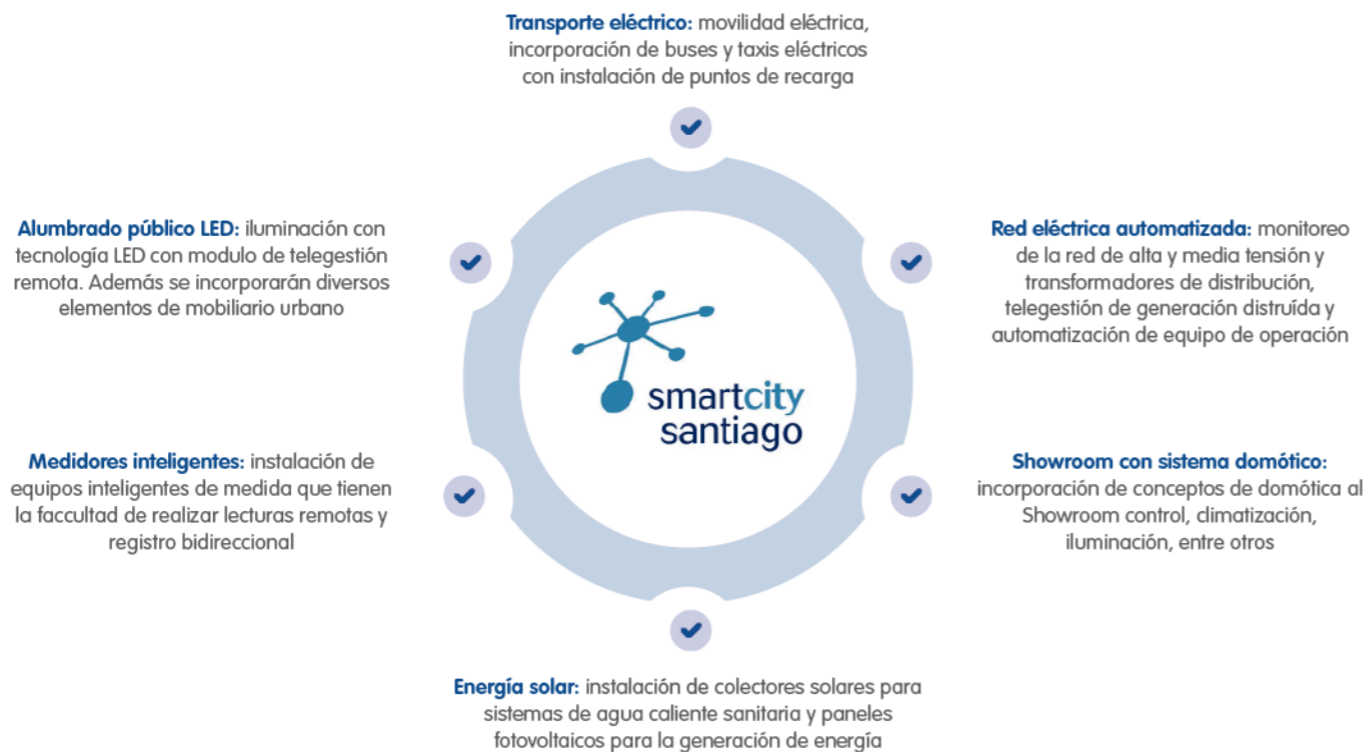 Transporte eléctrico: movilidad eléctrica,
incorporación de buses y taxis eléctricos
con instalación de puntos de recarga
Alumbrado público LED: iluminación con
tecnología LED con modulo de telegestión
remota. Además se incorporarán diversos
elementos de mobiliario urbano
Red eléctrica automatizada: monitoreo
de la red de alta y media tensión y
transformadores de distribución,
telegestión de generación distruída y
automatización de equipo de operación
smartcity
santiago
Medidores inteligentes: instalación de
equipos inteligentes de medida que tienen
la faccultad de realizar lecturas remotas y
registro bidireccional
Showroom con sistema domótico:
incorporación de conceptos de domótica al
Showroom control, climatización,
iluminación, entre otros
Energía solar: instalación de colectores solares para
sistemas de agua caliente sanitaria y paneles
fotovoltaicos para la generación de energía